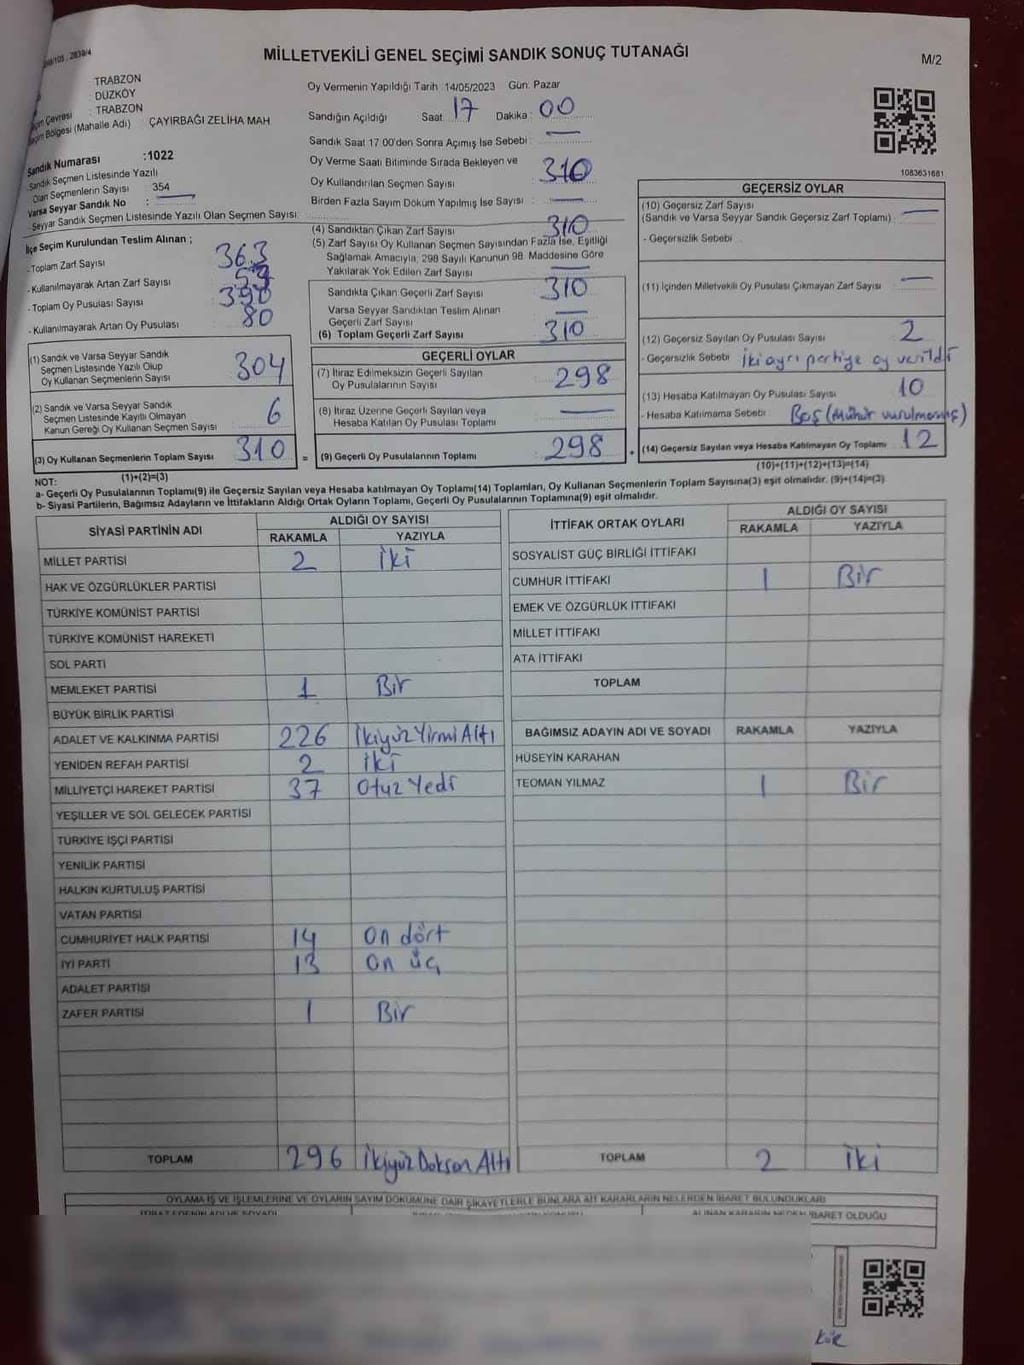 MİLLETVEKİLİ GENEL SEÇİMİ SANDIK SONUÇ TUTANAĞI
M/2
TRABZON
DÜZKÖY
Çevresi : TRABZON
Bölgesi (Mahalle Adı) ÇAYIRBAĞI ZELİHA MAH
Sandık Numarası :1022
Sandık Seçmen Listesinde Yazılı
Olan Seçmenlerin Sayısı 354
Varsa Seyyar Sandık No :
Seyyar Sandık Seçmen Listesinde Yazılı Olan Seçmen Sayısı:
Oy Vermenin Yapıldığı Tarih 14/05/2023 Gün: Pazar
Sandığın Açıldığı Saat 17 Dakika : 00
Sandık Saat 17.00'den Sonra Açımış İse Sebebi :
Oy Verme Saati Bitiminde Sırada Bekleyen ve
Oy Kullandırılan Seçmen Sayısı 310
Birden Fazla Sayım Döküm Yapılmış İse Sayısı :
1083631681
İlçe Seçim Kurulundan Teslim Alınan ;
- Toplam Zarf Sayısı 363
- Kullanılmayarak Artan Zarf Sayısı 53
- Toplam Oy Pusulası Sayısı 390
- Kullanılmayarak Artan Oy Pusulası 80
(4) Sandıktan Çıkan Zarf Sayısı 310
(5) Zarf Sayısı Oy Kullanan Seçmen Sayısından Fazla İse, Eşitliği
Sağlamak Amacıyla, 298 Sayılı Kanunun 98. Maddesine Göre
Yakılarak Yok Edilen Zarf Sayısı
Sandıkta Çıkan Geçerli Zarf Sayısı 310
Varsa Seyyar Sandıktan Teslim Alınan
Geçerli Zarf Sayısı
(6) Toplam Geçerli Zarf Sayısı 310
GEÇERSİZ OYLAR
(10) Geçersiz Zarf Sayısı
(Sandık ve Varsa Seyyar Sandık Geçersiz Zarf Toplamı)
- Geçersizlik Sebebi
(11) İçinden Milletvekili Oy Pusulası Çıkmayan Zarf Sayısı
(12) Geçersiz Sayılan Oy Pusulası Sayısı 2
- Geçersizlik Sebebi İki ayrı partiye oy verildi
(13) Hesaba Katılmayan Oy Pusulası Sayısı 10
- Hesaba Katılmama Sebebi : Boş (Mühür vurulmamış)
(14) Geçersiz Sayılan veya Hesaba Katılmayan Oy Toplamı 12
(10)+(11)+(12)+(13)=(14)
(1) Sandık ve Varsa Seyyar Sandık
Seçmen Listesinde Yazılı Olup
Oy Kullanan Seçmenlerin Sayısı 304
(2) Sandık ve Varsa Seyyar Sandık
Seçmen Listesinde Kayıtlı Olmayan
Kanun Gereği Oy Kullanan Seçmen Sayısı 6
(3) Oy Kullanan Seçmenlerin Toplam Sayısı 310 =
GEÇERLİ OYLAR
(7) İtiraz Edilmeksizin Geçerli Sayılan
Oy Pusulalarının Sayısı 298
(8) İtiraz Üzerine Geçerli Sayılan veya
Hesaba Katılan Oy Pusulası Toplamı
(9) Geçerli Oy Pusulalarının Toplamı 298 +
NOT: (1)+(2)=(3)
a- Geçerli Oy Pusulalarının Toplamı(9) ile Geçersiz Sayılan veya Hesaba katılmayan Oy Toplamı(14) Toplamları, Oy Kullanan Seçmenlerin Toplam Sayısına(3) eşit olmalıdır. (9)+(14)=(3)
b- Siyasi Partilerin, Bağımsız Adayların ve İttifakların Aldığı Ortak Oyların Toplamı, Geçerli Oy Pusulalarının Toplamına(9) eşit olmalıdır.
SİYASİ PARTİNİN ADI ALDIĞI OY SAYISI
RAKAMLA YAZIYLA
MİLLET PARTİSİ 2 İki
HAK VE ÖZGÜRLÜKLER PARTİSİ
TÜRKİYE KOMÜNİST PARTİSİ
TÜRKİYE KOMÜNİST HAREKETİ
SOL PARTİ
MEMLEKET PARTİSİ 1 Bir
BÜYÜK BİRLİK PARTİSİ
ADALET VE KALKINMA PARTİSİ 226 İkiyüz Yirmi Altı
YENİDEN REFAH PARTİSİ 2 İki
MİLLİYETÇİ HAREKET PARTİSİ 37 Otuz Yedi
YEŞİLLER VE SOL GELECEK PARTİSİ
TÜRKİYE İŞÇİ PARTİSİ
YENİLİK PARTİSİ
HALKIN KURTULUŞ PARTİSİ
VATAN PARTİSİ
CUMHURİYET HALK PARTİSİ 14 On dört
İYİ PARTİ 13 On üç
ADALET PARTİSİ
ZAFER PARTİSİ 1 Bir
TOPLAM 296 İkiyüz Doksan Altı
İTTİFAK ORTAK OYLARI ALDIĞI OY SAYISI
RAKAMLA YAZIYLA
SOSYALİST GÜÇ BİRLİĞİ İTTİFAKI
CUMHUR İTTİFAKI 1 Bir
EMEK VE ÖZGÜRLÜK İTTİFAKI
MİLLET İTTİFAKI
ATA İTTİFAKI
TOPLAM
BAĞIMSIZ ADAYIN ADI VE SOYADI RAKAMLA YAZIYLA
HÜSEYİN KARAHAN
TEOMAN YILMAZ 1 Bir
TOPLAM 2 İki
OYLAMA İŞ VE İŞLEMLERİNE VE OYLARIN SAYIM DÖKÜMÜNE DAİR ŞİKAYETLERLE BUNLARA AİT KARARLARIN NELERDEN İBARET BULUNDUKLARI
ALINAN KARARIN NEDEN İBARET OLDUĞU